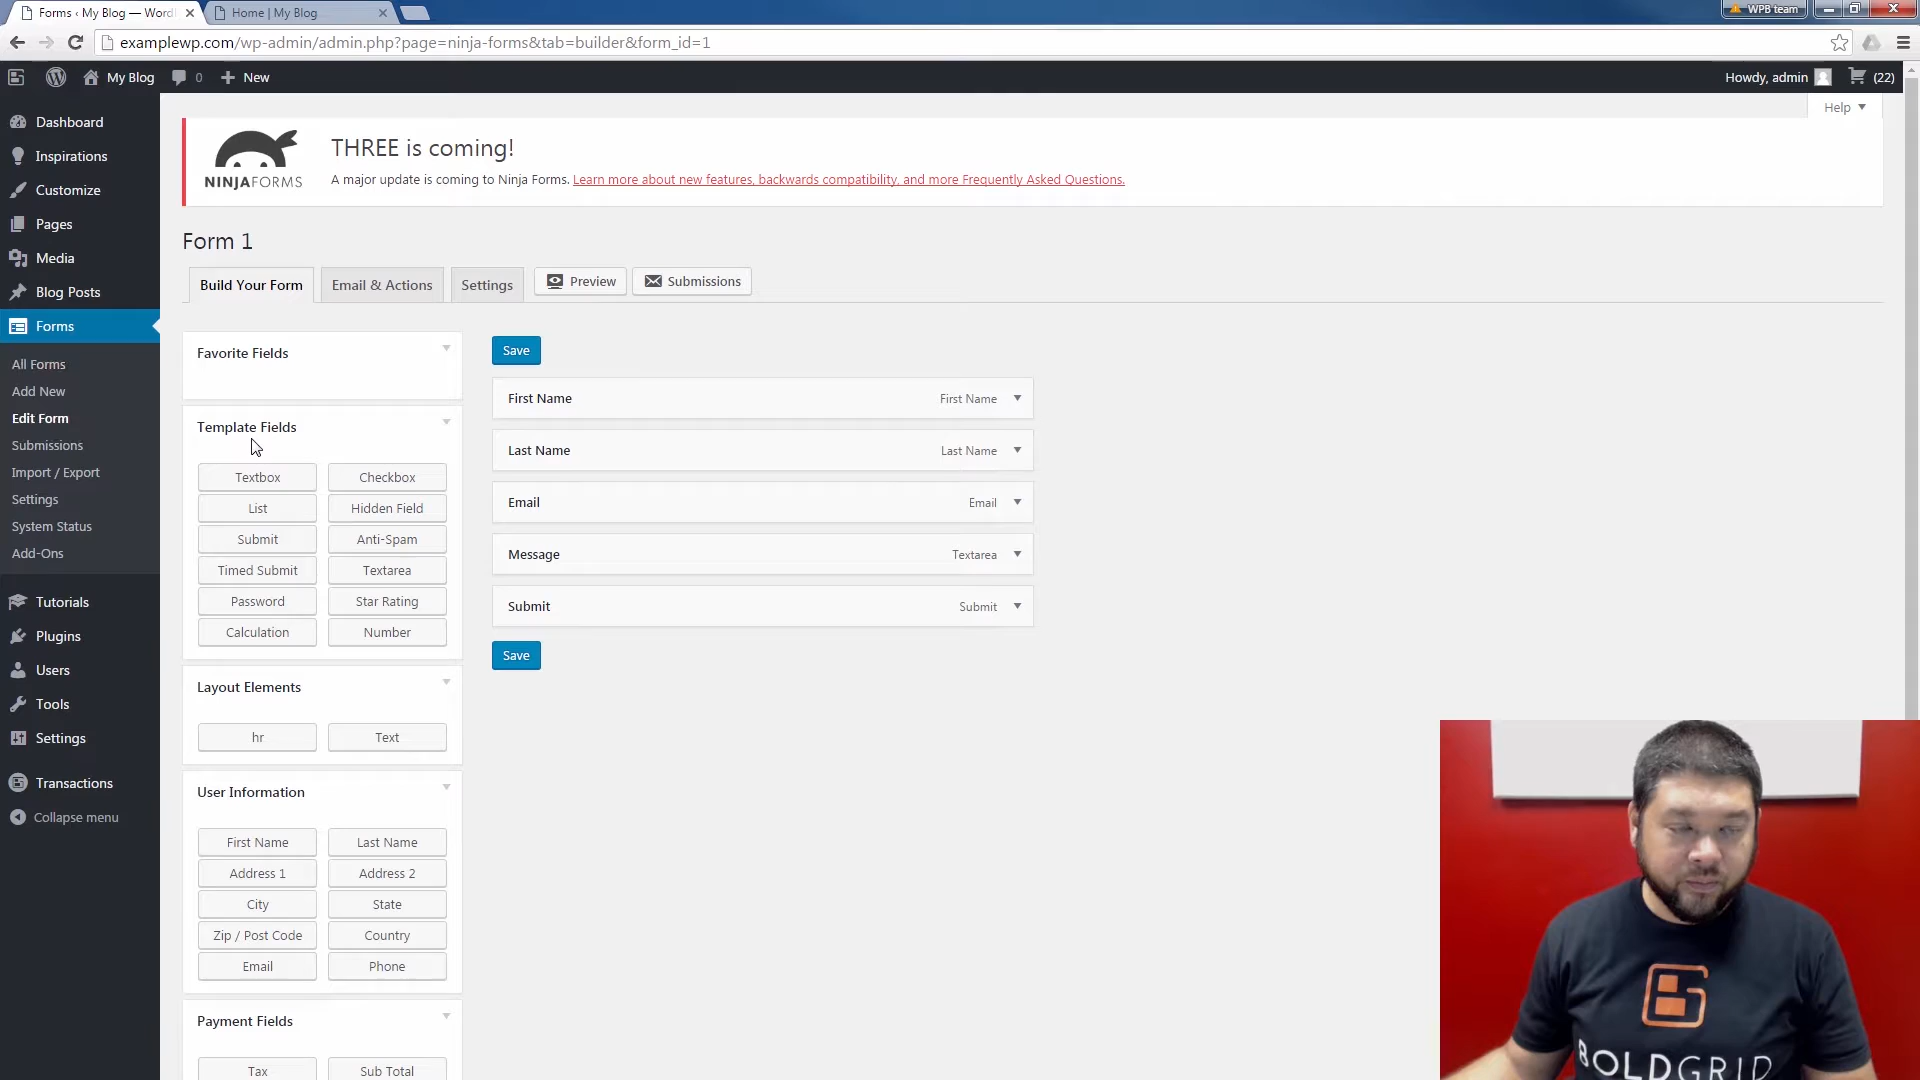 Forms ‹ My Blog — Word
Home | My Blog
WPB team
examplewp.com/wp-admin/admin.php?page=ninja-forms&tab=builder&form_id=1
My Blog
0
New
Howdy, admin
(22)
Help
Dashboard
Inspirations
Customize
Pages
Media
Blog Posts
Forms
All Forms
Add New
Edit Form
Submissions
Import / Export
Settings
System Status
Add-Ons
Tutorials
Plugins
Users
Tools
Settings
Transactions
Collapse menu
NINJAFORMS
THREE is coming!
A major update is coming to Ninja Forms. Learn more about new features, backwards compatibility, and more Frequently Asked Questions.
Form 1
Build Your Form
Email & Actions
Settings
Preview
Submissions
Favorite Fields
Template Fields
Textbox
Checkbox
List
Hidden Field
Submit
Anti-Spam
Timed Submit
Textarea
Password
Star Rating
Calculation
Number
Layout Elements
hr
Text
User Information
First Name
Last Name
Address 1
Address 2
City
State
Zip / Post Code
Country
Email
Phone
Payment Fields
Tax
Sub Total
Save
First Name First Name
Last Name Last Name
Email Email
Message Textarea
Submit Submit
Save
BOLDGRID